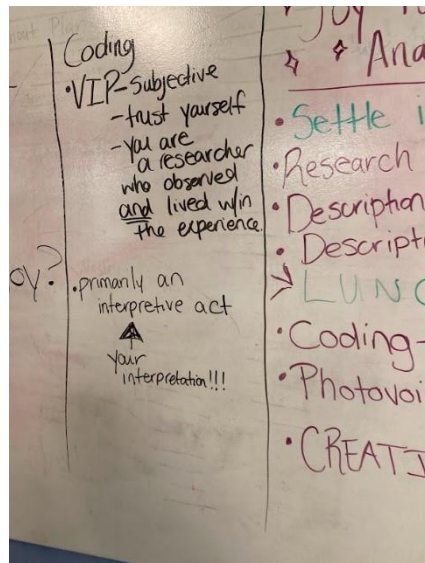 Coding
•VIP-subjective
-trust yourself
-you are
a researcher
who observed
and lived w/in
the experience.
•primarily an
interpretive act
your
interpretation!!!
oy?
Joy
Ana
•Settle i
•Research
•Description
•Descript
LUNC
•Coding-
•Photovoi
•CREATI